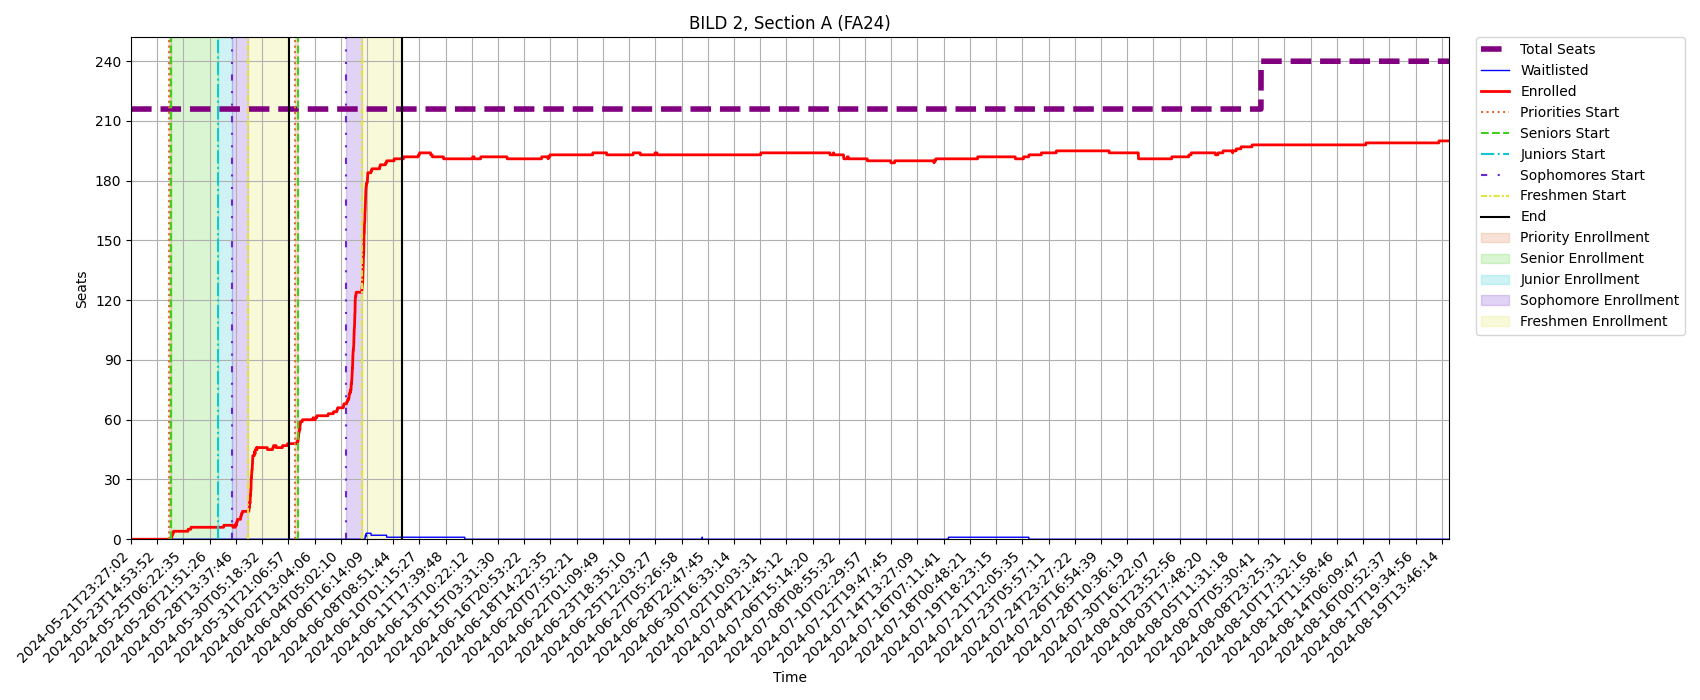 BILD 2, Section A (FA24)
Seats
240
210
180
150
120
90
60
30
0
2024-05-21T23:27:02
2024-05-23T14:53:52
2024-05-25T06:22:35
2024-05-26T21:51:26
2024-05-28T13:37:46
2024-05-30T05:18:32
2024-05-31T21:06:57
2024-06-02T13:04:06
2024-06-04T05:02:10
2024-06-06T16:14:09
2024-06-08T08:51:44
2024-06-10T01:15:27
2024-06-11T17:39:48
2024-06-13T10:22:12
2024-06-15T03:31:30
2024-06-16T20:53:22
2024-06-18T14:22:35
2024-06-20T07:52:21
2024-06-22T01:09:49
2024-06-23T18:35:10
2024-06-25T12:03:27
2024-06-27T05:26:58
2024-06-28T22:47:45
2024-06-30T16:33:14
2024-07-02T10:03:31
2024-07-04T21:45:12
2024-07-06T15:14:20
2024-07-08T08:55:32
2024-07-10T02:29:57
2024-07-12T19:47:45
2024-07-14T13:27:09
2024-07-16T07:11:41
2024-07-18T00:48:21
2024-07-19T18:23:15
2024-07-21T12:05:35
2024-07-23T05:57:11
2024-07-24T23:27:22
2024-07-26T16:54:39
2024-07-28T10:36:19
2024-07-30T16:22:07
2024-08-01T23:52:56
2024-08-03T17:48:20
2024-08-05T11:31:18
2024-08-07T05:30:41
2024-08-08T23:25:31
2024-08-10T17:32:16
2024-08-12T11:58:46
2024-08-14T06:09:47
2024-08-16T00:52:37
2024-08-17T19:34:56
2024-08-19T13:46:14
Time
Total Seats
Waitlisted
Enrolled
Priorities Start
Seniors Start
Juniors Start
Sophomores Start
Freshmen Start
End
Priority Enrollment
Senior Enrollment
Junior Enrollment
Sophomore Enrollment
Freshmen Enrollment